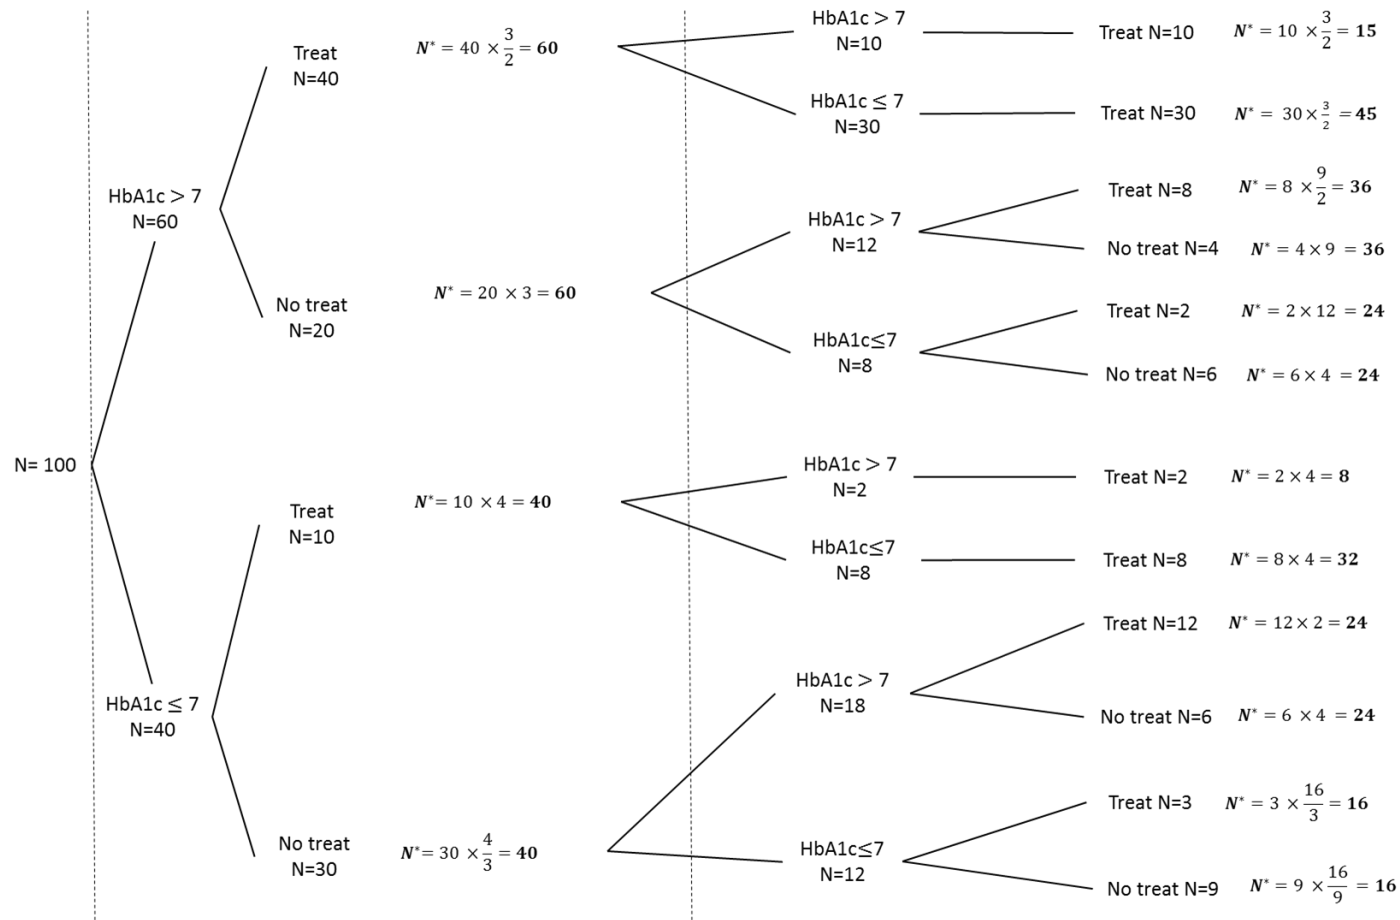 N= 100
HbA1c > 7
N=60
HbA1c ≤ 7
N=40
Treat
N=40
No treat
N=20
Treat
N=10
No treat
N=30
N* = 40 × 3/2 = 60
N* = 20 × 3 = 60
N* = 10 × 4 = 40
N* = 30 × 4/3 = 40
HbA1c > 7
N=10
HbA1c ≤ 7
N=30
HbA1c > 7
N=12
HbA1c≤7
N=8
HbA1c > 7
N=2
HbA1c≤7
N=8
HbA1c > 7
N=18
HbA1c≤7
N=12
Treat N=10 N* = 10 × 3/2 = 15
Treat N=30 N* = 30 × 3/2 = 45
Treat N=8 N* = 8 × 9/2 = 36
No treat N=4 N* = 4 × 9 = 36
Treat N=2 N* = 2 × 12 = 24
No treat N=6 N* = 6 × 4 = 24
Treat N=2 N* = 2 × 4 = 8
Treat N=8 N* = 8 × 4 = 32
Treat N=12 N* = 12 × 2 = 24
No treat N=6 N* = 6 × 4 = 24
Treat N=3 N* = 3 × 16/3 = 16
No treat N=9 N* = 9 × 16/9 = 16